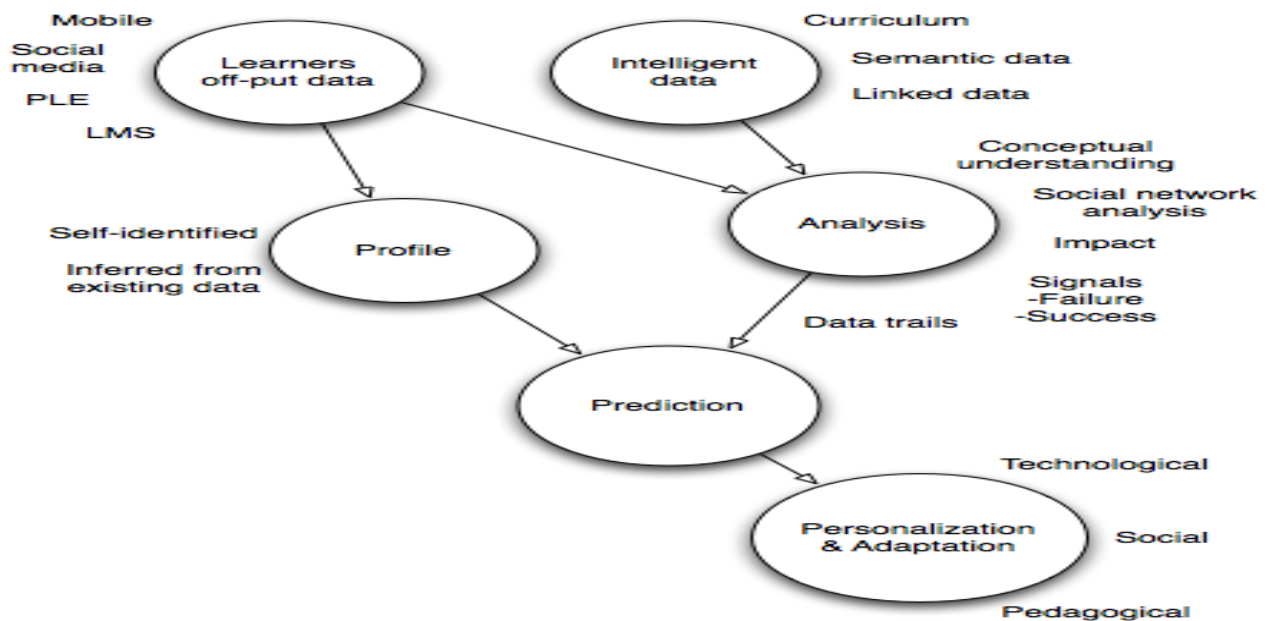 Mobile
Social
media
PLE
LMS
Learners
off-put data
Intelligent
data
Curriculum
Semantic data
Linked data
Conceptual
understanding
Social network
analysis
Impact
Signals
-Failure
-Success
Analysis
Self-identified
Inferred from
existing data
Profile
Data trails
Prediction
Technological
Personalization
& Adaptation
Social
Pedagogical